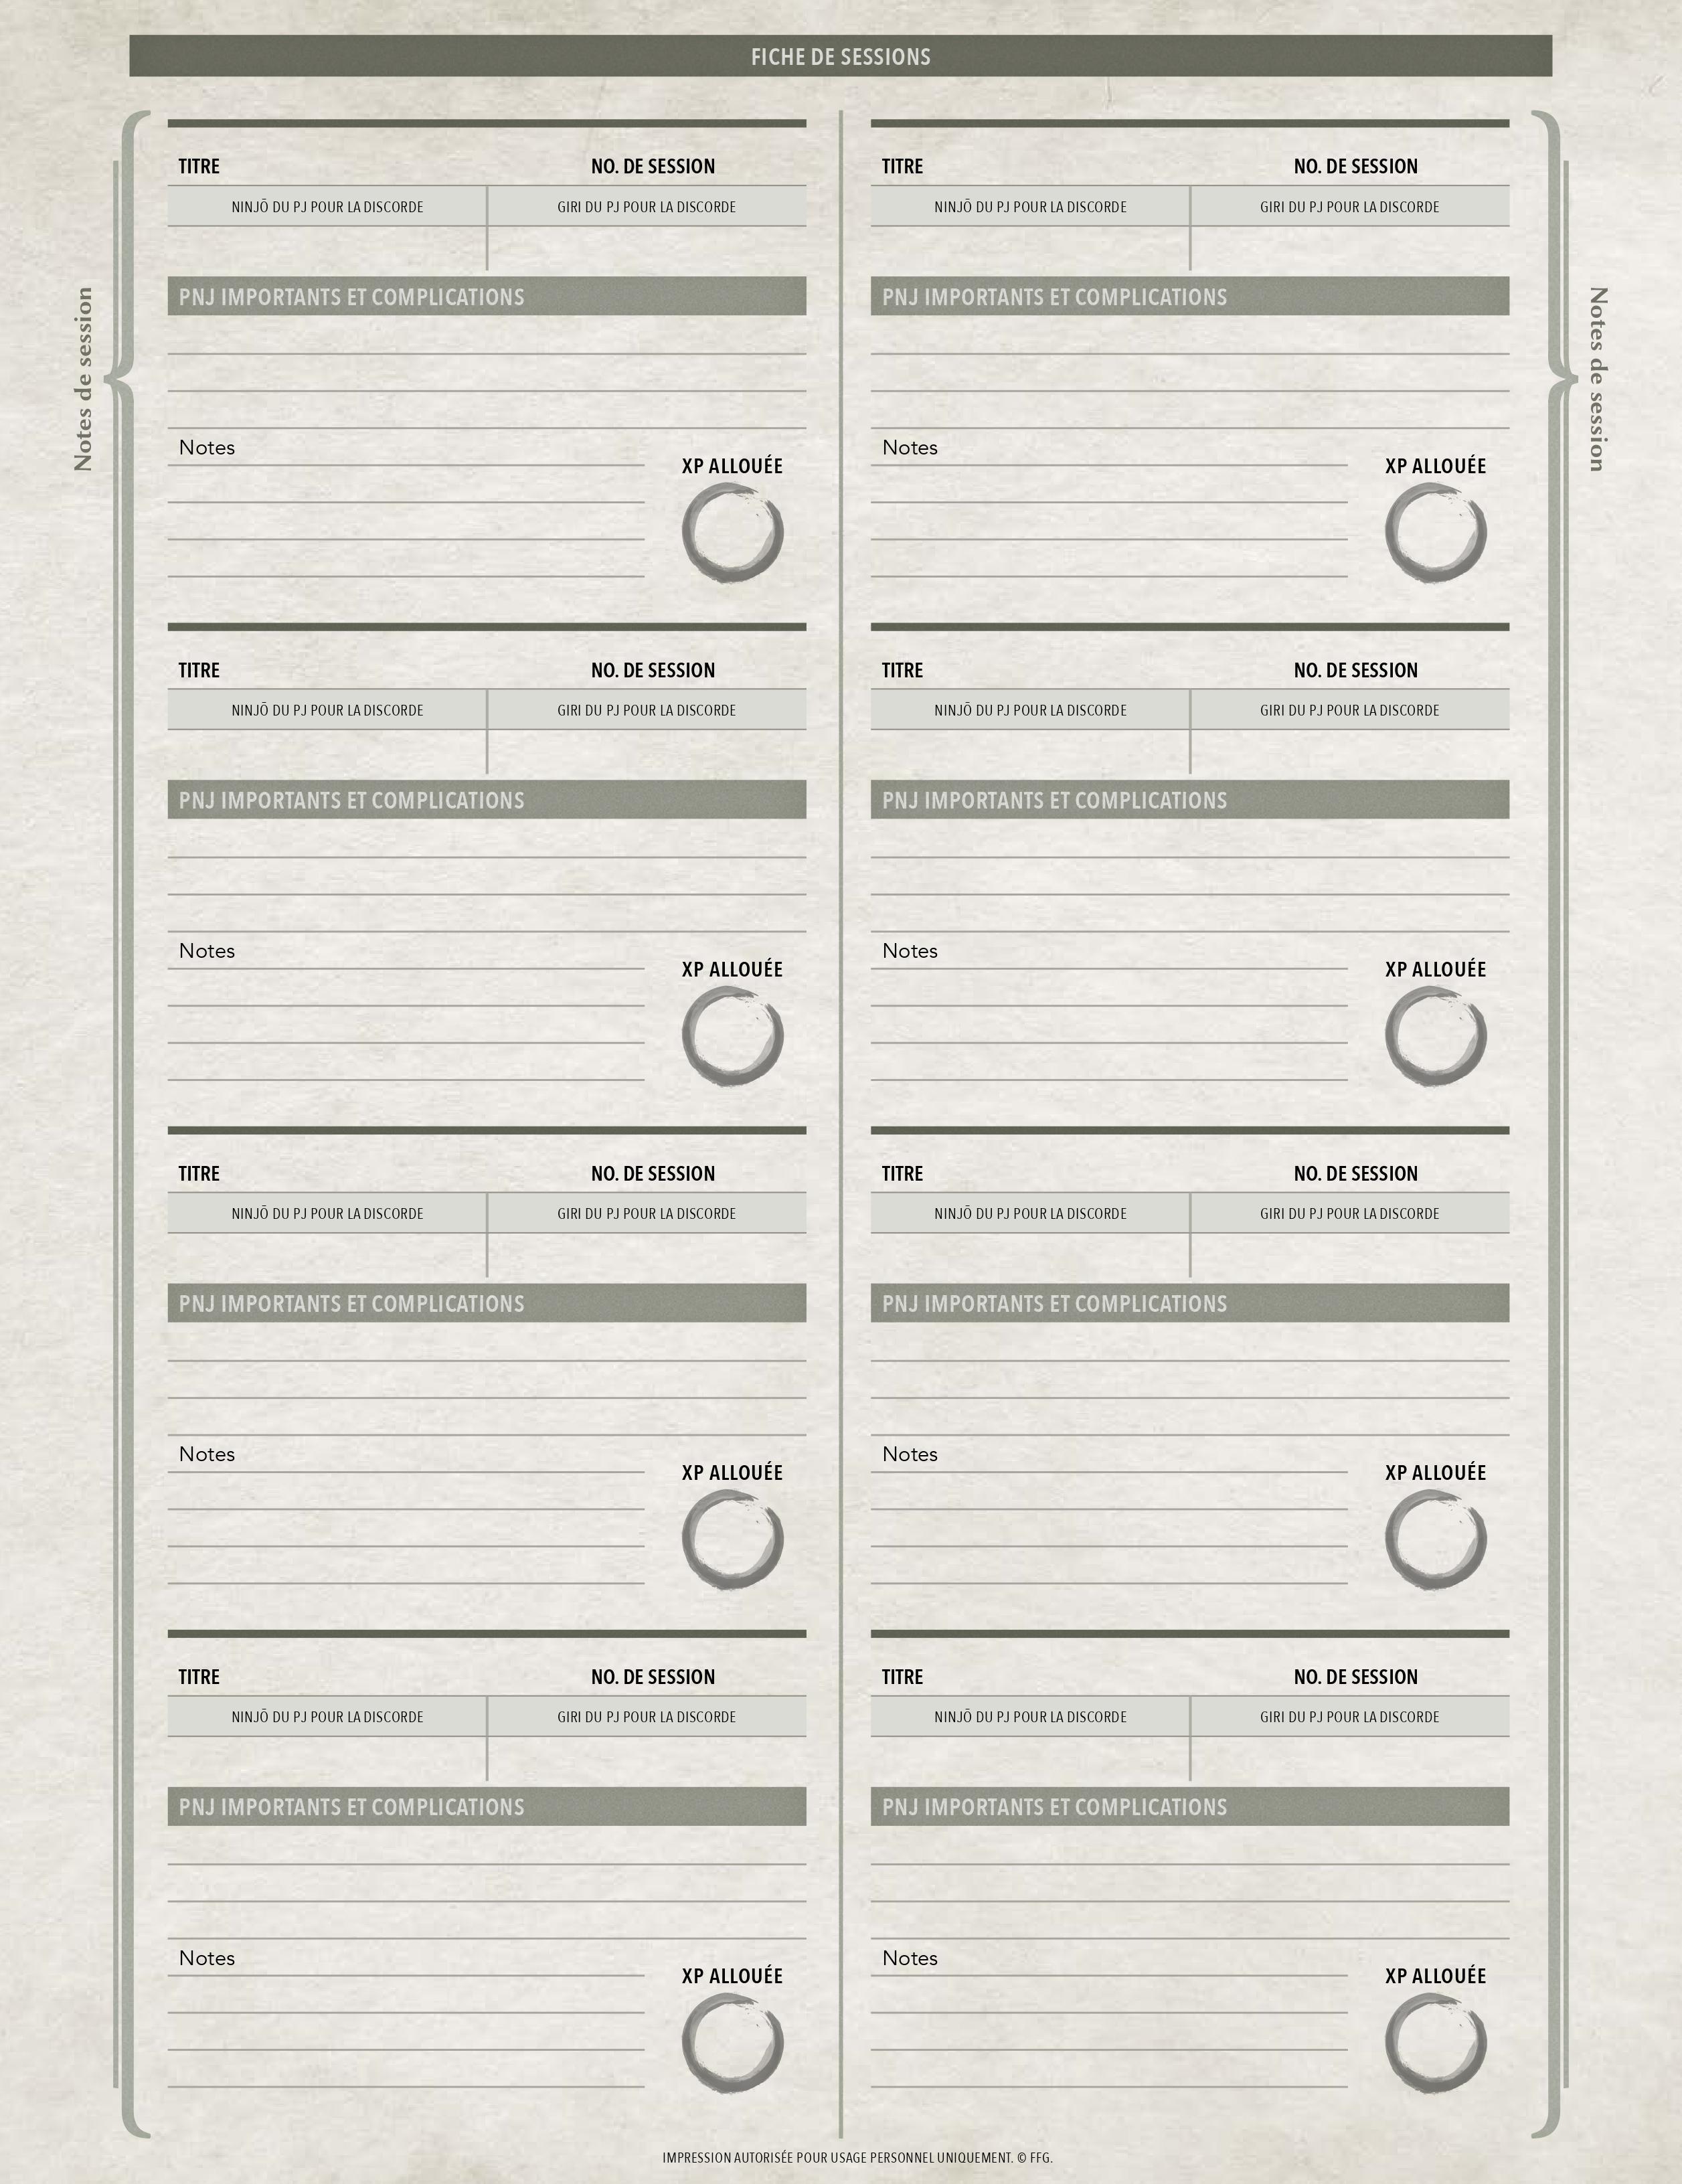 FICHE DE SESSIONS
Notes de session
TITRE NO. DE SESSION
NINJŌ DU PJ POUR LA DISCORDE GIRI DU PJ POUR LA DISCORDE
PNJ IMPORTANTS ET COMPLICATIONS
Notes
XP ALLOUÉE
TITRE NO. DE SESSION
NINJŌ DU PJ POUR LA DISCORDE GIRI DU PJ POUR LA DISCORDE
PNJ IMPORTANTS ET COMPLICATIONS
Notes
XP ALLOUÉE
TITRE NO. DE SESSION
NINJŌ DU PJ POUR LA DISCORDE GIRI DU PJ POUR LA DISCORDE
PNJ IMPORTANTS ET COMPLICATIONS
Notes
XP ALLOUÉE
TITRE NO. DE SESSION
NINJŌ DU PJ POUR LA DISCORDE GIRI DU PJ POUR LA DISCORDE
PNJ IMPORTANTS ET COMPLICATIONS
Notes
XP ALLOUÉE
TITRE NO. DE SESSION
NINJŌ DU PJ POUR LA DISCORDE GIRI DU PJ POUR LA DISCORDE
PNJ IMPORTANTS ET COMPLICATIONS
Notes
XP ALLOUÉE
TITRE NO. DE SESSION
NINJŌ DU PJ POUR LA DISCORDE GIRI DU PJ POUR LA DISCORDE
PNJ IMPORTANTS ET COMPLICATIONS
Notes
XP ALLOUÉE
TITRE NO. DE SESSION
NINJŌ DU PJ POUR LA DISCORDE GIRI DU PJ POUR LA DISCORDE
PNJ IMPORTANTS ET COMPLICATIONS
Notes
XP ALLOUÉE
TITRE NO. DE SESSION
NINJŌ DU PJ POUR LA DISCORDE GIRI DU PJ POUR LA DISCORDE
PNJ IMPORTANTS ET COMPLICATIONS
Notes
XP ALLOUÉE
Notes de session
IMPRESSION AUTORISÉE POUR USAGE PERSONNEL UNIQUEMENT. © FFG.